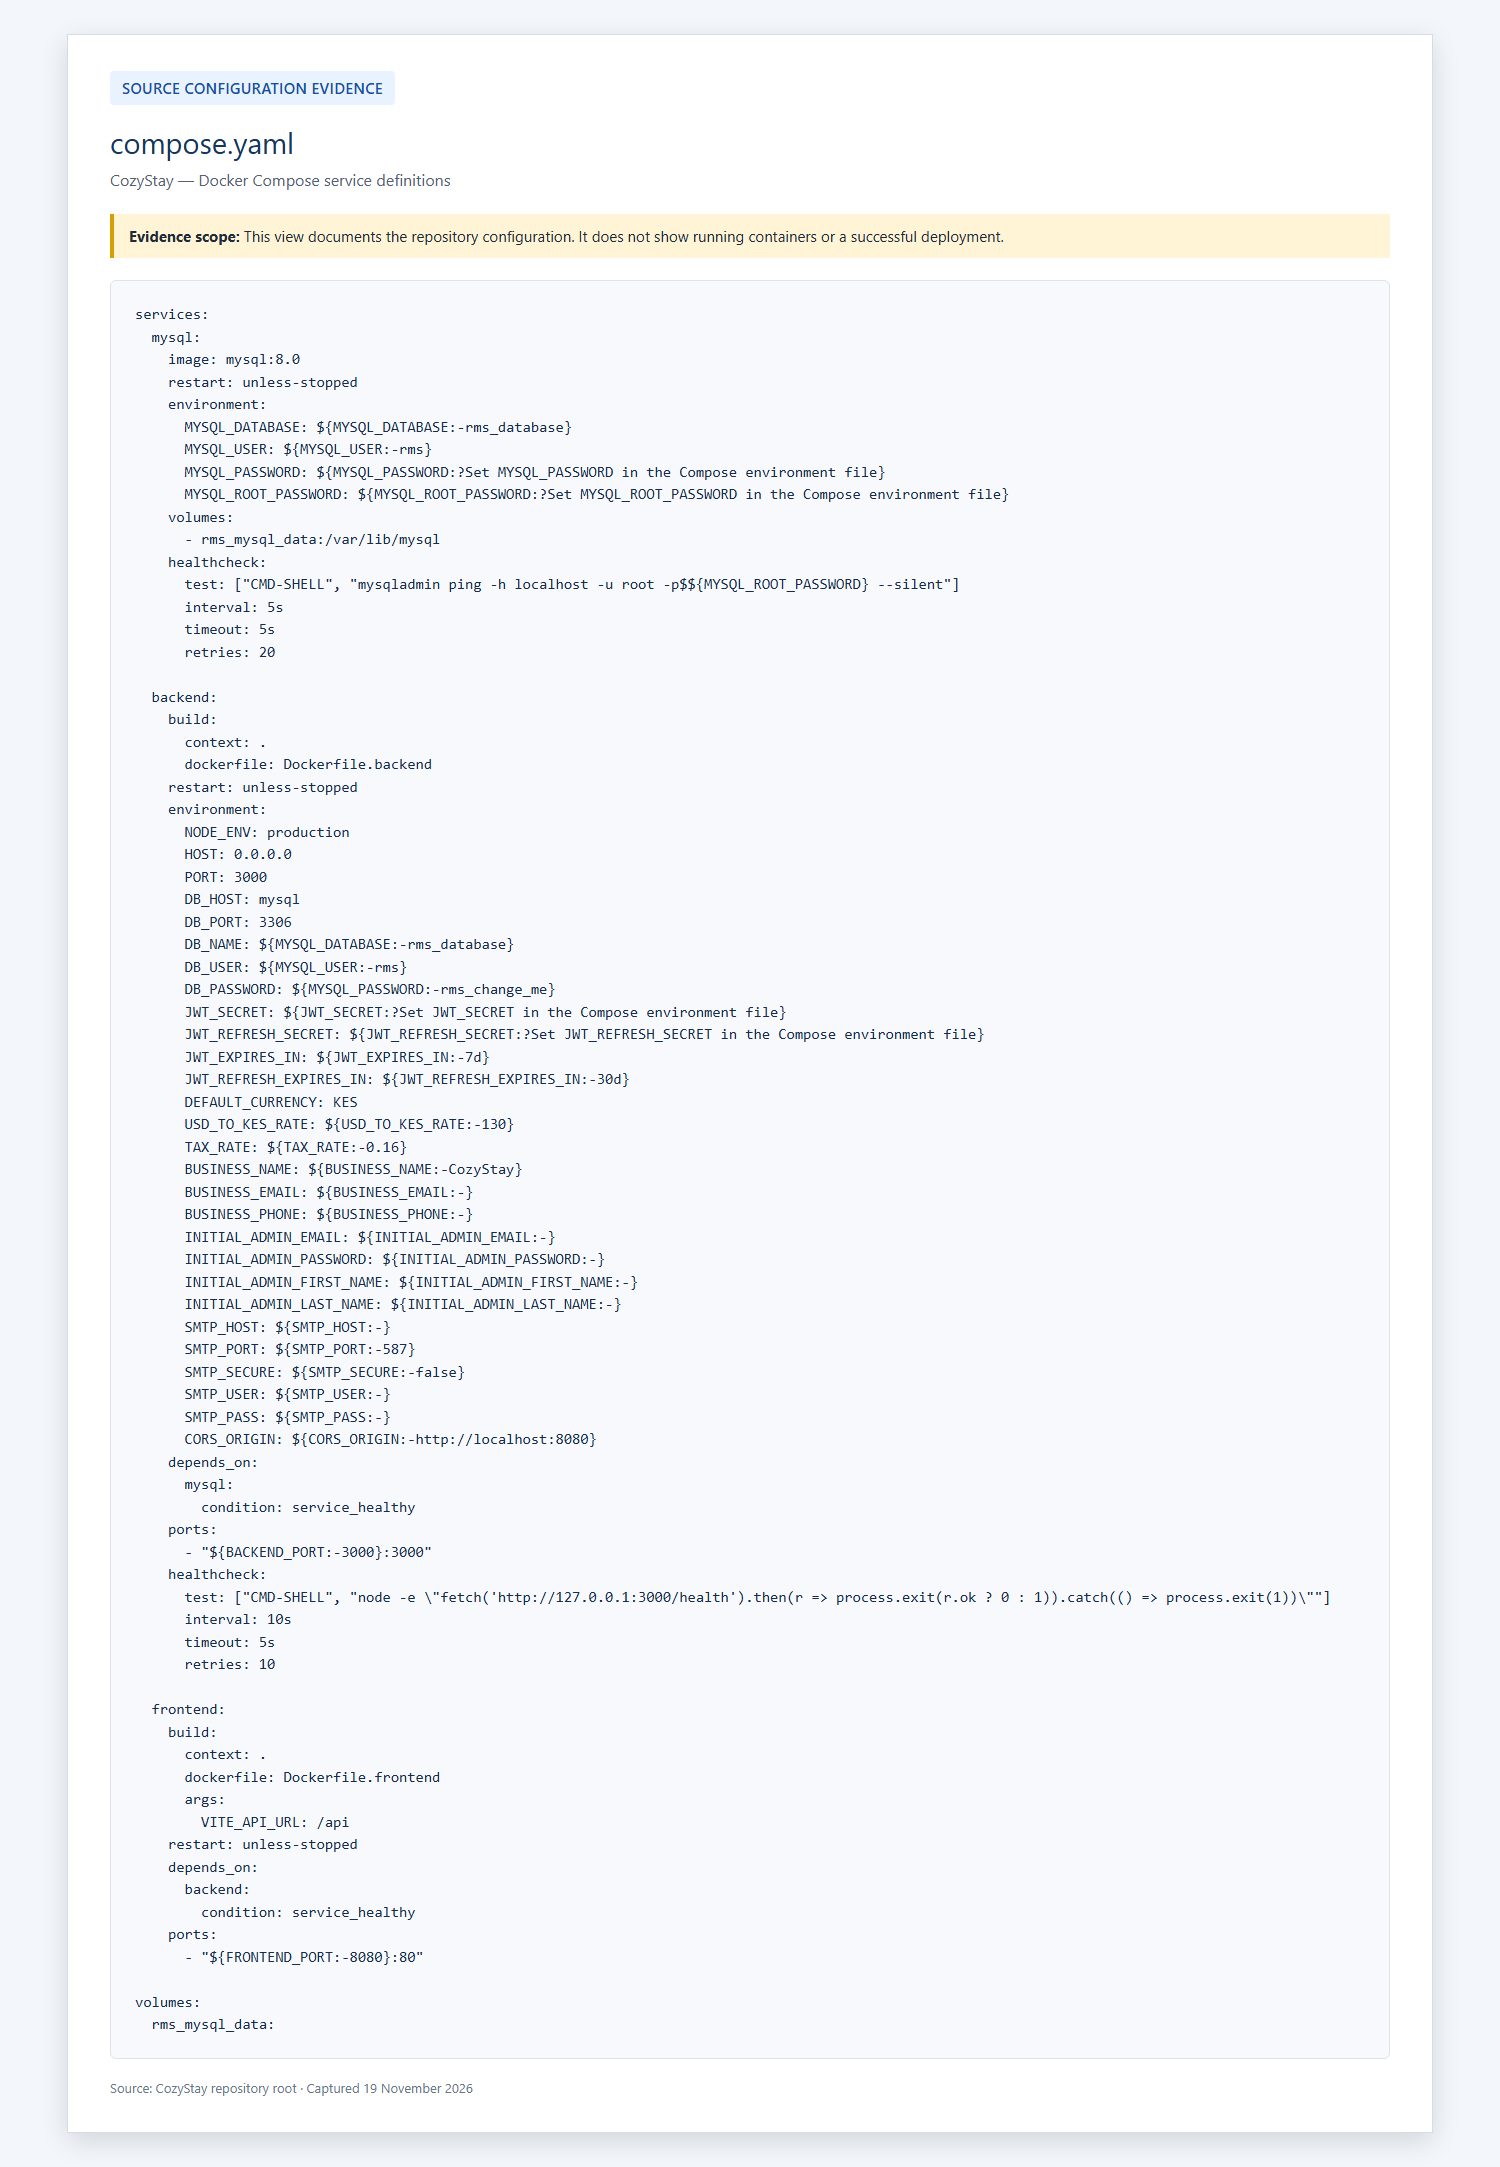 SOURCE CONFIGURATION EVIDENCE
compose.yaml
CozyStay — Docker Compose service definitions
Evidence scope: This view documents the repository configuration. It does not show running containers or a successful deployment.
services:
  mysql:
    image: mysql:8.0
    restart: unless-stopped
    environment:
      MYSQL_DATABASE: ${MYSQL_DATABASE:-rms_database}
      MYSQL_USER: ${MYSQL_USER:-rms}
      MYSQL_PASSWORD: ${MYSQL_PASSWORD:?Set MYSQL_PASSWORD in the Compose environment file}
      MYSQL_ROOT_PASSWORD: ${MYSQL_ROOT_PASSWORD:?Set MYSQL_ROOT_PASSWORD in the Compose environment file}
    volumes:
      - rms_mysql_data:/var/lib/mysql
    healthcheck:
      test: ["CMD-SHELL", "mysqladmin ping -h localhost -u root -p$${MYSQL_ROOT_PASSWORD} --silent"]
      interval: 5s
      timeout: 5s
      retries: 20

  backend:
    build:
      context: .
      dockerfile: Dockerfile.backend
    restart: unless-stopped
    environment:
      NODE_ENV: production
      HOST: 0.0.0.0
      PORT: 3000
      DB_HOST: mysql
      DB_PORT: 3306
      DB_NAME: ${MYSQL_DATABASE:-rms_database}
      DB_USER: ${MYSQL_USER:-rms}
      DB_PASSWORD: ${MYSQL_PASSWORD:-rms_change_me}
      JWT_SECRET: ${JWT_SECRET:?Set JWT_SECRET in the Compose environment file}
      JWT_REFRESH_SECRET: ${JWT_REFRESH_SECRET:?Set JWT_REFRESH_SECRET in the Compose environment file}
      JWT_EXPIRES_IN: ${JWT_EXPIRES_IN:-7d}
      JWT_REFRESH_EXPIRES_IN: ${JWT_REFRESH_EXPIRES_IN:-30d}
      DEFAULT_CURRENCY: KES
      USD_TO_KES_RATE: ${USD_TO_KES_RATE:-130}
      TAX_RATE: ${TAX_RATE:-0.16}
      BUSINESS_NAME: ${BUSINESS_NAME:-CozyStay}
      BUSINESS_EMAIL: ${BUSINESS_EMAIL:-}
      BUSINESS_PHONE: ${BUSINESS_PHONE:-}
      INITIAL_ADMIN_EMAIL: ${INITIAL_ADMIN_EMAIL:-}
      INITIAL_ADMIN_PASSWORD: ${INITIAL_ADMIN_PASSWORD:-}
      INITIAL_ADMIN_FIRST_NAME: ${INITIAL_ADMIN_FIRST_NAME:-}
      INITIAL_ADMIN_LAST_NAME: ${INITIAL_ADMIN_LAST_NAME:-}
      SMTP_HOST: ${SMTP_HOST:-}
      SMTP_PORT: ${SMTP_PORT:-587}
      SMTP_SECURE: ${SMTP_SECURE:-false}
      SMTP_USER: ${SMTP_USER:-}
      SMTP_PASS: ${SMTP_PASS:-}
      CORS_ORIGIN: ${CORS_ORIGIN:-http://localhost:8080}
    depends_on:
      mysql:
        condition: service_healthy
    ports:
      - "${BACKEND_PORT:-3000}:3000"
    healthcheck:
      test: ["CMD-SHELL", "node -e \"fetch('http://127.0.0.1:3000/health').then(r => process.exit(r.ok ? 0 : 1)).catch(() => process.exit(1))\""]
      interval: 10s
      timeout: 5s
      retries: 10

  frontend:
    build:
      context: .
      dockerfile: Dockerfile.frontend
      args:
        VITE_API_URL: /api
    restart: unless-stopped
    depends_on:
      backend:
        condition: service_healthy
    ports:
      - "${FRONTEND_PORT:-8080}:80"

volumes:
  rms_mysql_data:
Source: CozyStay repository root · Captured 19 November 2026